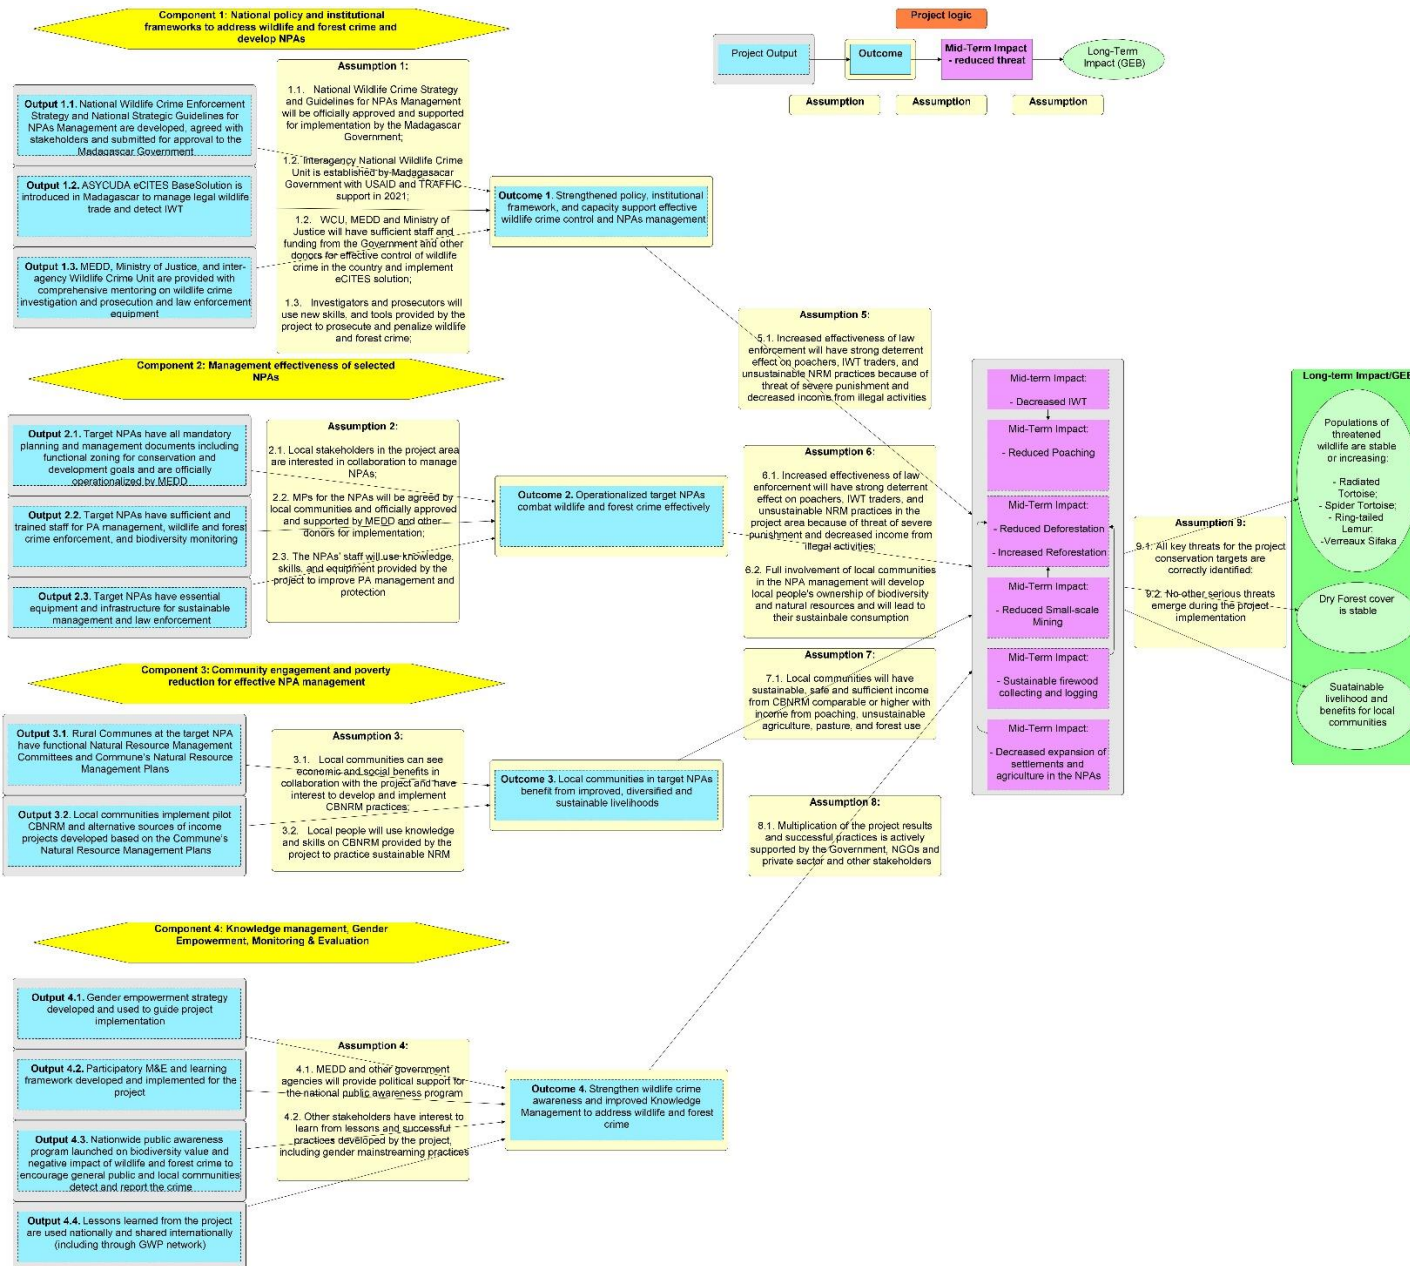 Component 1: National policy and institutional
frameworks to address wildlife and forest crime and
develop NPAs
Project logic
Project Output
Outcome
Mid-Term Impact
- reduced threat
Long-Term
Impact (GEB)
Assumption
Assumption
Assumption
Output 1.1. National Wildlife Crime Enforcement
Strategy and National Strategic Guidelines for
NPAs Management are developed, agreed with
stakeholders and submitted for approval to the
Madagascar Government
Output 1.2. ASYCUDA eCITES BaseSolution is
introduced in Madagascar to manage legal wildlife
trade and detect IWT
Output 1.3. MEDD, Ministry of Justice, and inter-
agency Wildlife Crime Unit are provided with
comprehensive mentoring on wildlife crime
investigation and prosecution and law enforcement
equipment
Assumption 1:
1.1. National Wildlife Crime Strategy
and Guidelines for NPAs Management
will be officially approved and supported
for implementation by the Madagascar
Government;
1.2. Interagency National Wildlife Crime
Unit is established by Madagasacar
Government with USAID and TRAFFIC
support in 2021;
1.2. WCU, MEDD and Ministry of
Justice will have sufficient staff and
funding from the Government and other
donors for effective control of wildlife
crime in the country and implement
eCITES solution;
1.3. Investigators and prosecutors will
use new skills, and tools provided by the
project to prosecute and penalize wildlife
and forest crime;
Outcome 1. Strengthened policy, institutional
framework, and capacity support effective
wildlife crime control and NPAs management
Component 2: Management effectiveness of selected
NPAs
Output 2.1. Target NPAs have all mandatory
planning and management documents including
functional zoning for conservation and
development goals and are officially
operationalized by MEDD
Output 2.2. Target NPAs have sufficient and
trained staff for PA management, wildlife and forest
crime enforcement, and biodiversity monitoring
Output 2.3. Target NPAs have essential
equipment and infrastructure for sustainable
management and law enforcement
Assumption 2:
2.1. Local stakeholders in the project area
are interested in collaboration to manage
NPAs;
2.2. MPs for the NPAs will be agreed by
local communities and officially approved
and supported by MEDD and other
donors for implementation;
2.3. The NPAs' staff will use knowledge,
skills, and equipment provided by the
project to improve PA management and
protection
Outcome 2. Operationalized target NPAs
combat wildlife and forest crime effectively
Component 3: Community engagement and poverty
reduction for effective NPA management
Output 3.1. Rural Communes at the target NPA
have functional Natural Resource Management
Committees and Commune's Natural Resource
Management Plans
Output 3.2. Local communities implement pilot
CBNRM and alternative sources of income
projects developed based on the Commune's
Natural Resource Management Plans
Assumption 3:
3.1. Local communities can see
economic and social benefits in
collaboration with the project and have
interest to develop and implement
CBNRM practices;
3.2. Local people will use knowledge
and skills on CBNRM provided by the
project to practice sustainable NRM
Outcome 3. Local communities in target NPAs
benefit from improved, diversified and
sustainable livelihoods
Component 4: Knowledge management, Gender
Empowerment, Monitoring & Evaluation
Output 4.1. Gender empowerment strategy
developed and used to guide project
implementation
Output 4.2. Participatory M&E and learning
framework developed and implemented for the
project
Output 4.3. Nationwide public awareness
program launched on biodiversity value and
negative impact of wildlife and forest crime to
encourage general public and local communities
detect and report the crime
Output 4.4. Lessons learned from the project
are used nationally and shared internationally
(including through GWP network)
Assumption 4:
4.1. MEDD and other government
agencies will provide political support for
the national public awareness program
4.2. Other stakeholders have interest to
learn from lessons and successful
practices developed by the project,
including gender mainstreaming practices
Outcome 4. Strengthen wildlife crime
awareness and improved Knowledge
Management to address wildlife and forest
crime
Assumption 5:
5.1. Increased effectiveness of law
enforcement will have strong deterrent
effect on poachers, IWT traders, and
unsustainable NRM practices because of
threat of severe punishment and
decreased income from illegal activities
Assumption 6:
6.1. Increased effectiveness of law
enforcement will have strong deterrent
effect on poachers, IWT traders, and
unsustainable NRM practices in the
project area because of threat of severe
punishment and decreased income from
illegal activities;
6.2. Full involvement of local communities
in the NPA management will develop
local people's ownership of biodiversity
and natural resources and will lead to
their sustainbale consumption
Assumption 7:
7.1. Local communities will have
sustainable, safe and sufficient income
from CBNRM comparable or higher with
income from poaching, unsustainable
agriculture, pasture, and forest use
Assumption 8:
8.1. Multiplication of the project results
and successful practices is actively
supported by the Government, NGOs and
private sector and other stakeholders
Mid-term Impact:
- Decreased IWT
Mid-Term Impact:
- Reduced Poaching
Mid-Term Impact:
- Reduced Deforestation
- Increased Reforestation
Mid-Term Impact:
- Reduced Small-scale
Mining
Mid-Term Impact:
- Sustainable firewood
collecting and logging
Mid-Term Impact:
- Decreased expansion of
settlements and
agriculture in the NPAs
Assumption 9:
9.1. All key threats for the project
conservation targets are
correctly identified:
9.2. No other serious threats
emerge during the project
implementation
Long-term Impact/GEB
Populations of
threatened
wildlife are stable
or increasing:
- Radiated
Tortoise;
- Spider Tortoise;
- Ring-tailed
Lemur:
-Verreaux Sifaka
Dry Forest cover
is stable
Suatainable
livelihood and
benefits for local
communities